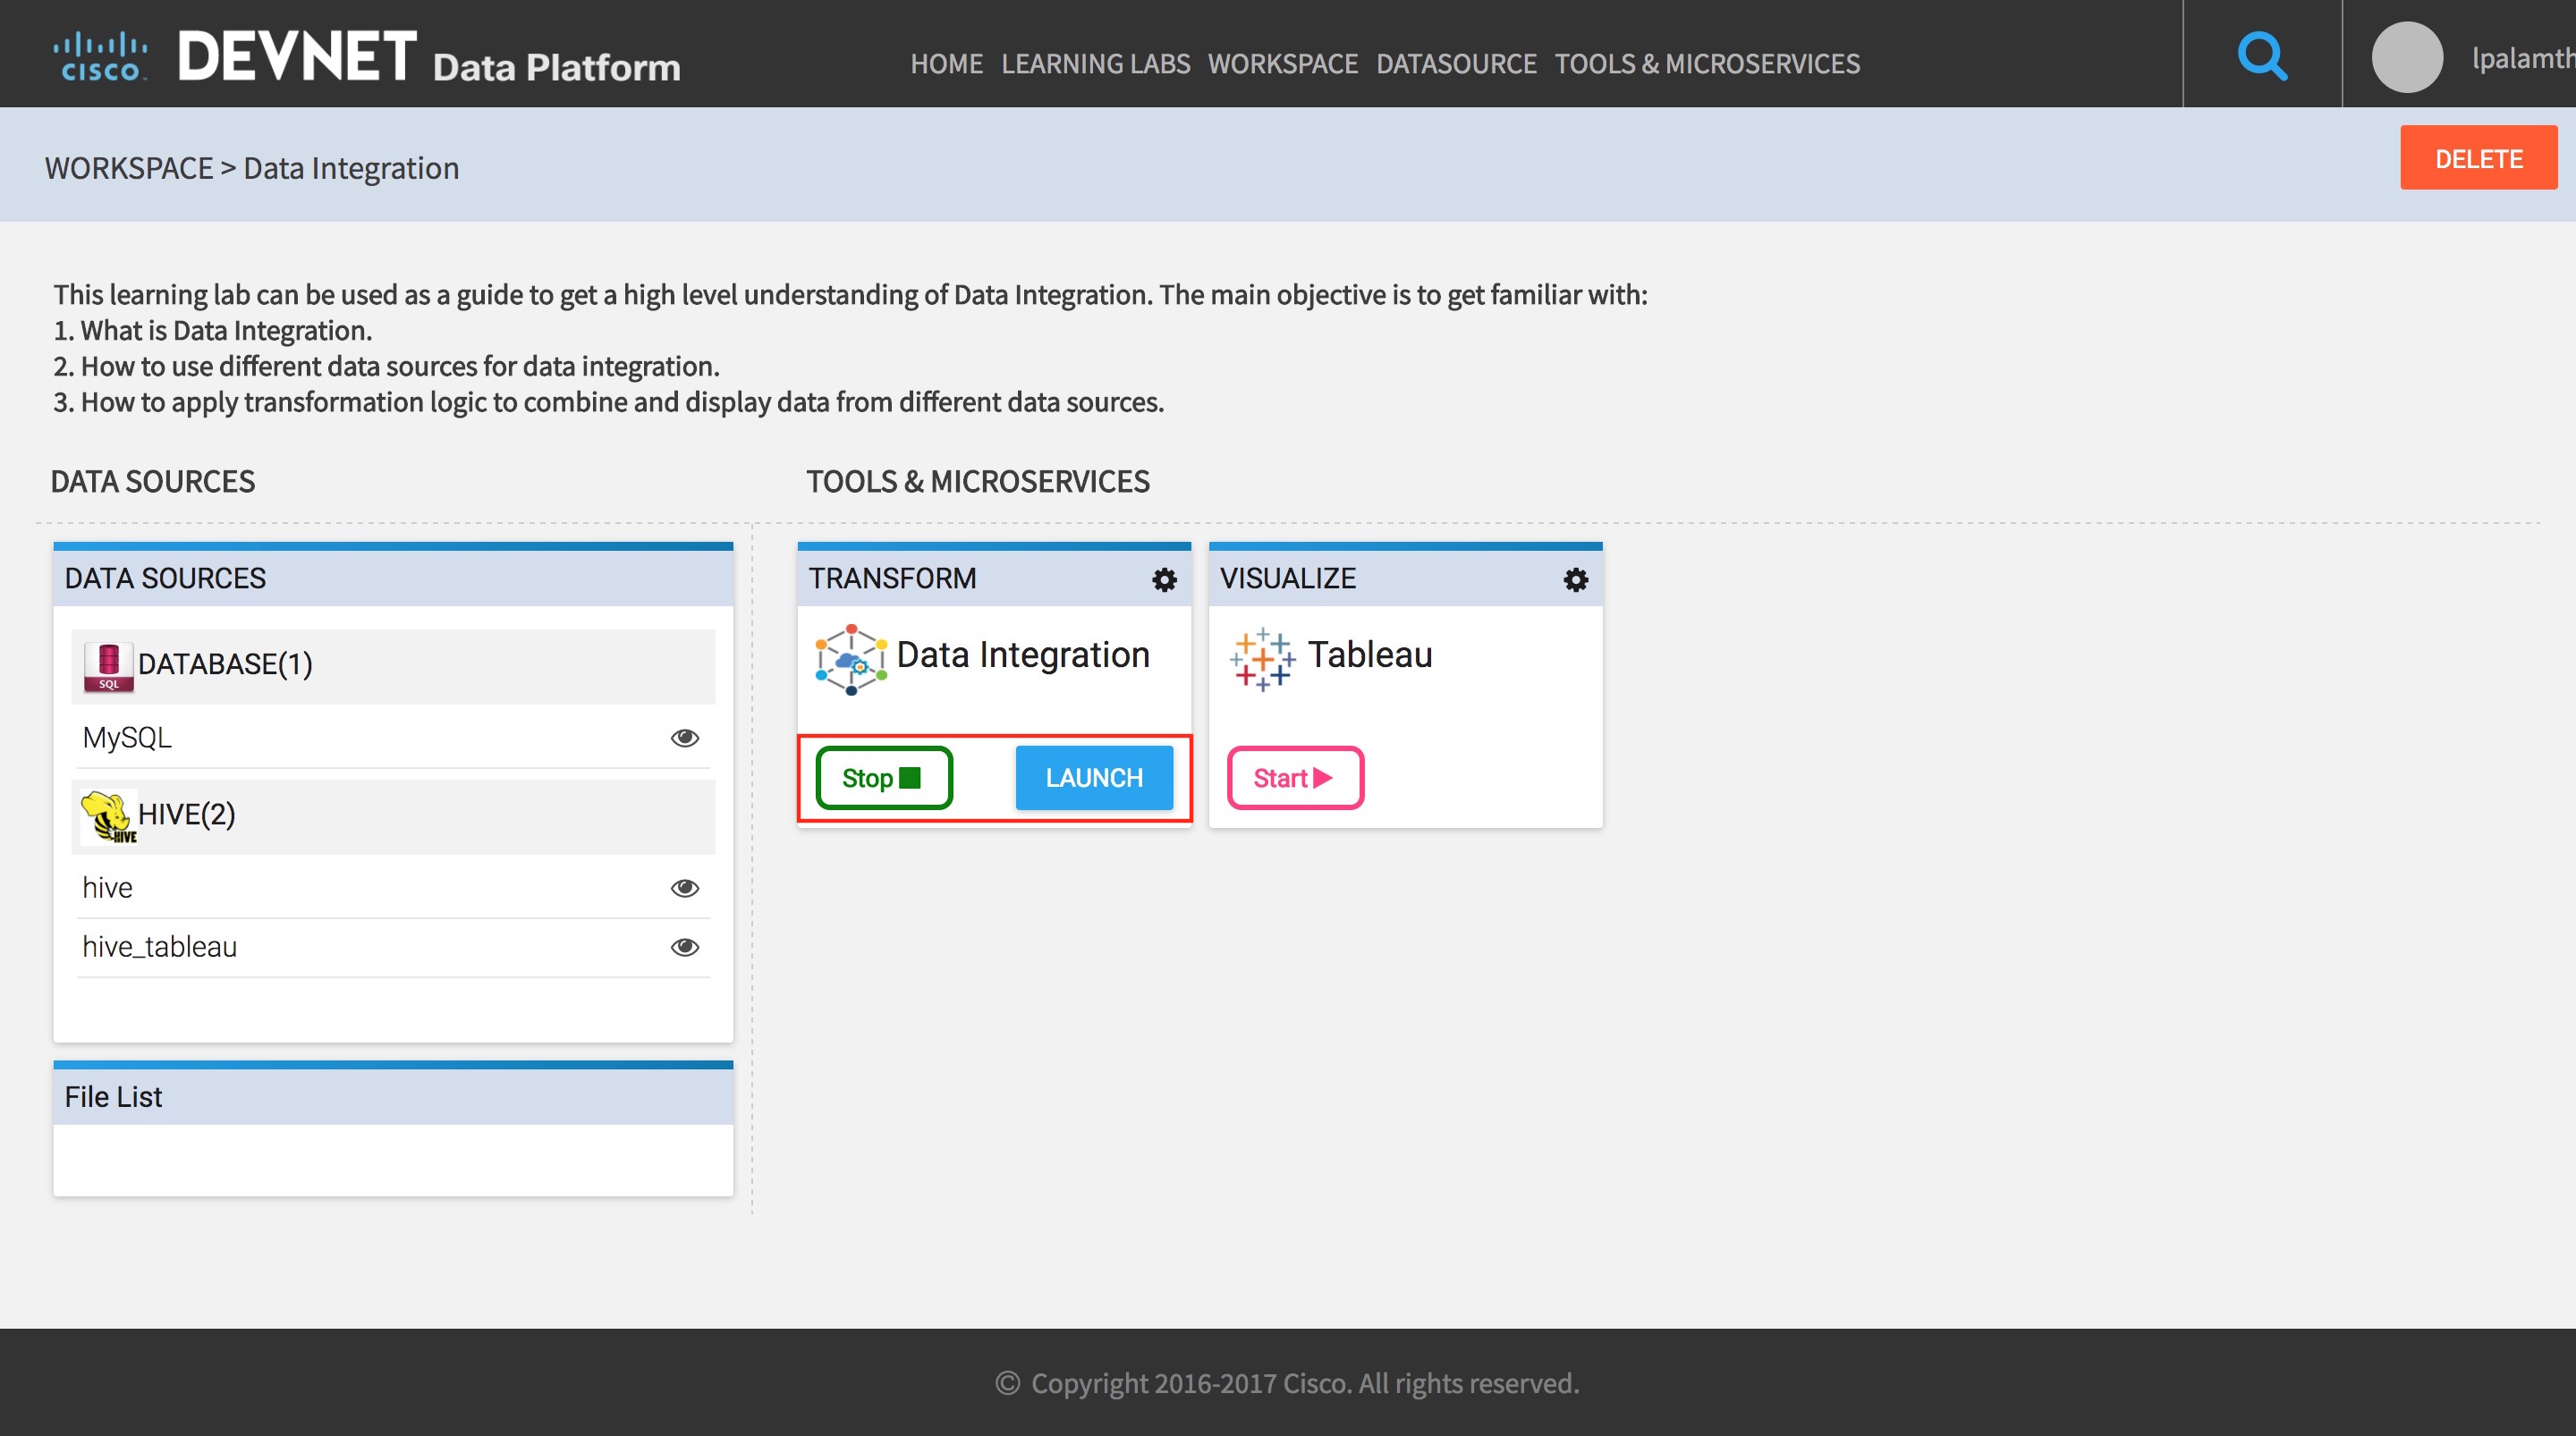 CISCO DEVNET Data Platform
HOME LEARNING LABS WORKSPACE DATASOURCE TOOLS & MICROSERVICES
lpalamth
WORKSPACE > Data Integration
DELETE
This learning lab can be used as a guide to get a high level understanding of Data Integration. The main objective is to get familiar with:
1. What is Data Integration.
2. How to use different data sources for data integration.
3. How to apply transformation logic to combine and display data from different data sources.
DATA SOURCES
TOOLS & MICROSERVICES
DATA SOURCES
SQL
DATABASE(1)
MySQL
HIVE
HIVE(2)
hive
hive_tableau
File List
TRANSFORM
Data Integration
Stop
LAUNCH
VISUALIZE
Tableau
Start
© Copyright 2016-2017 Cisco. All rights reserved.